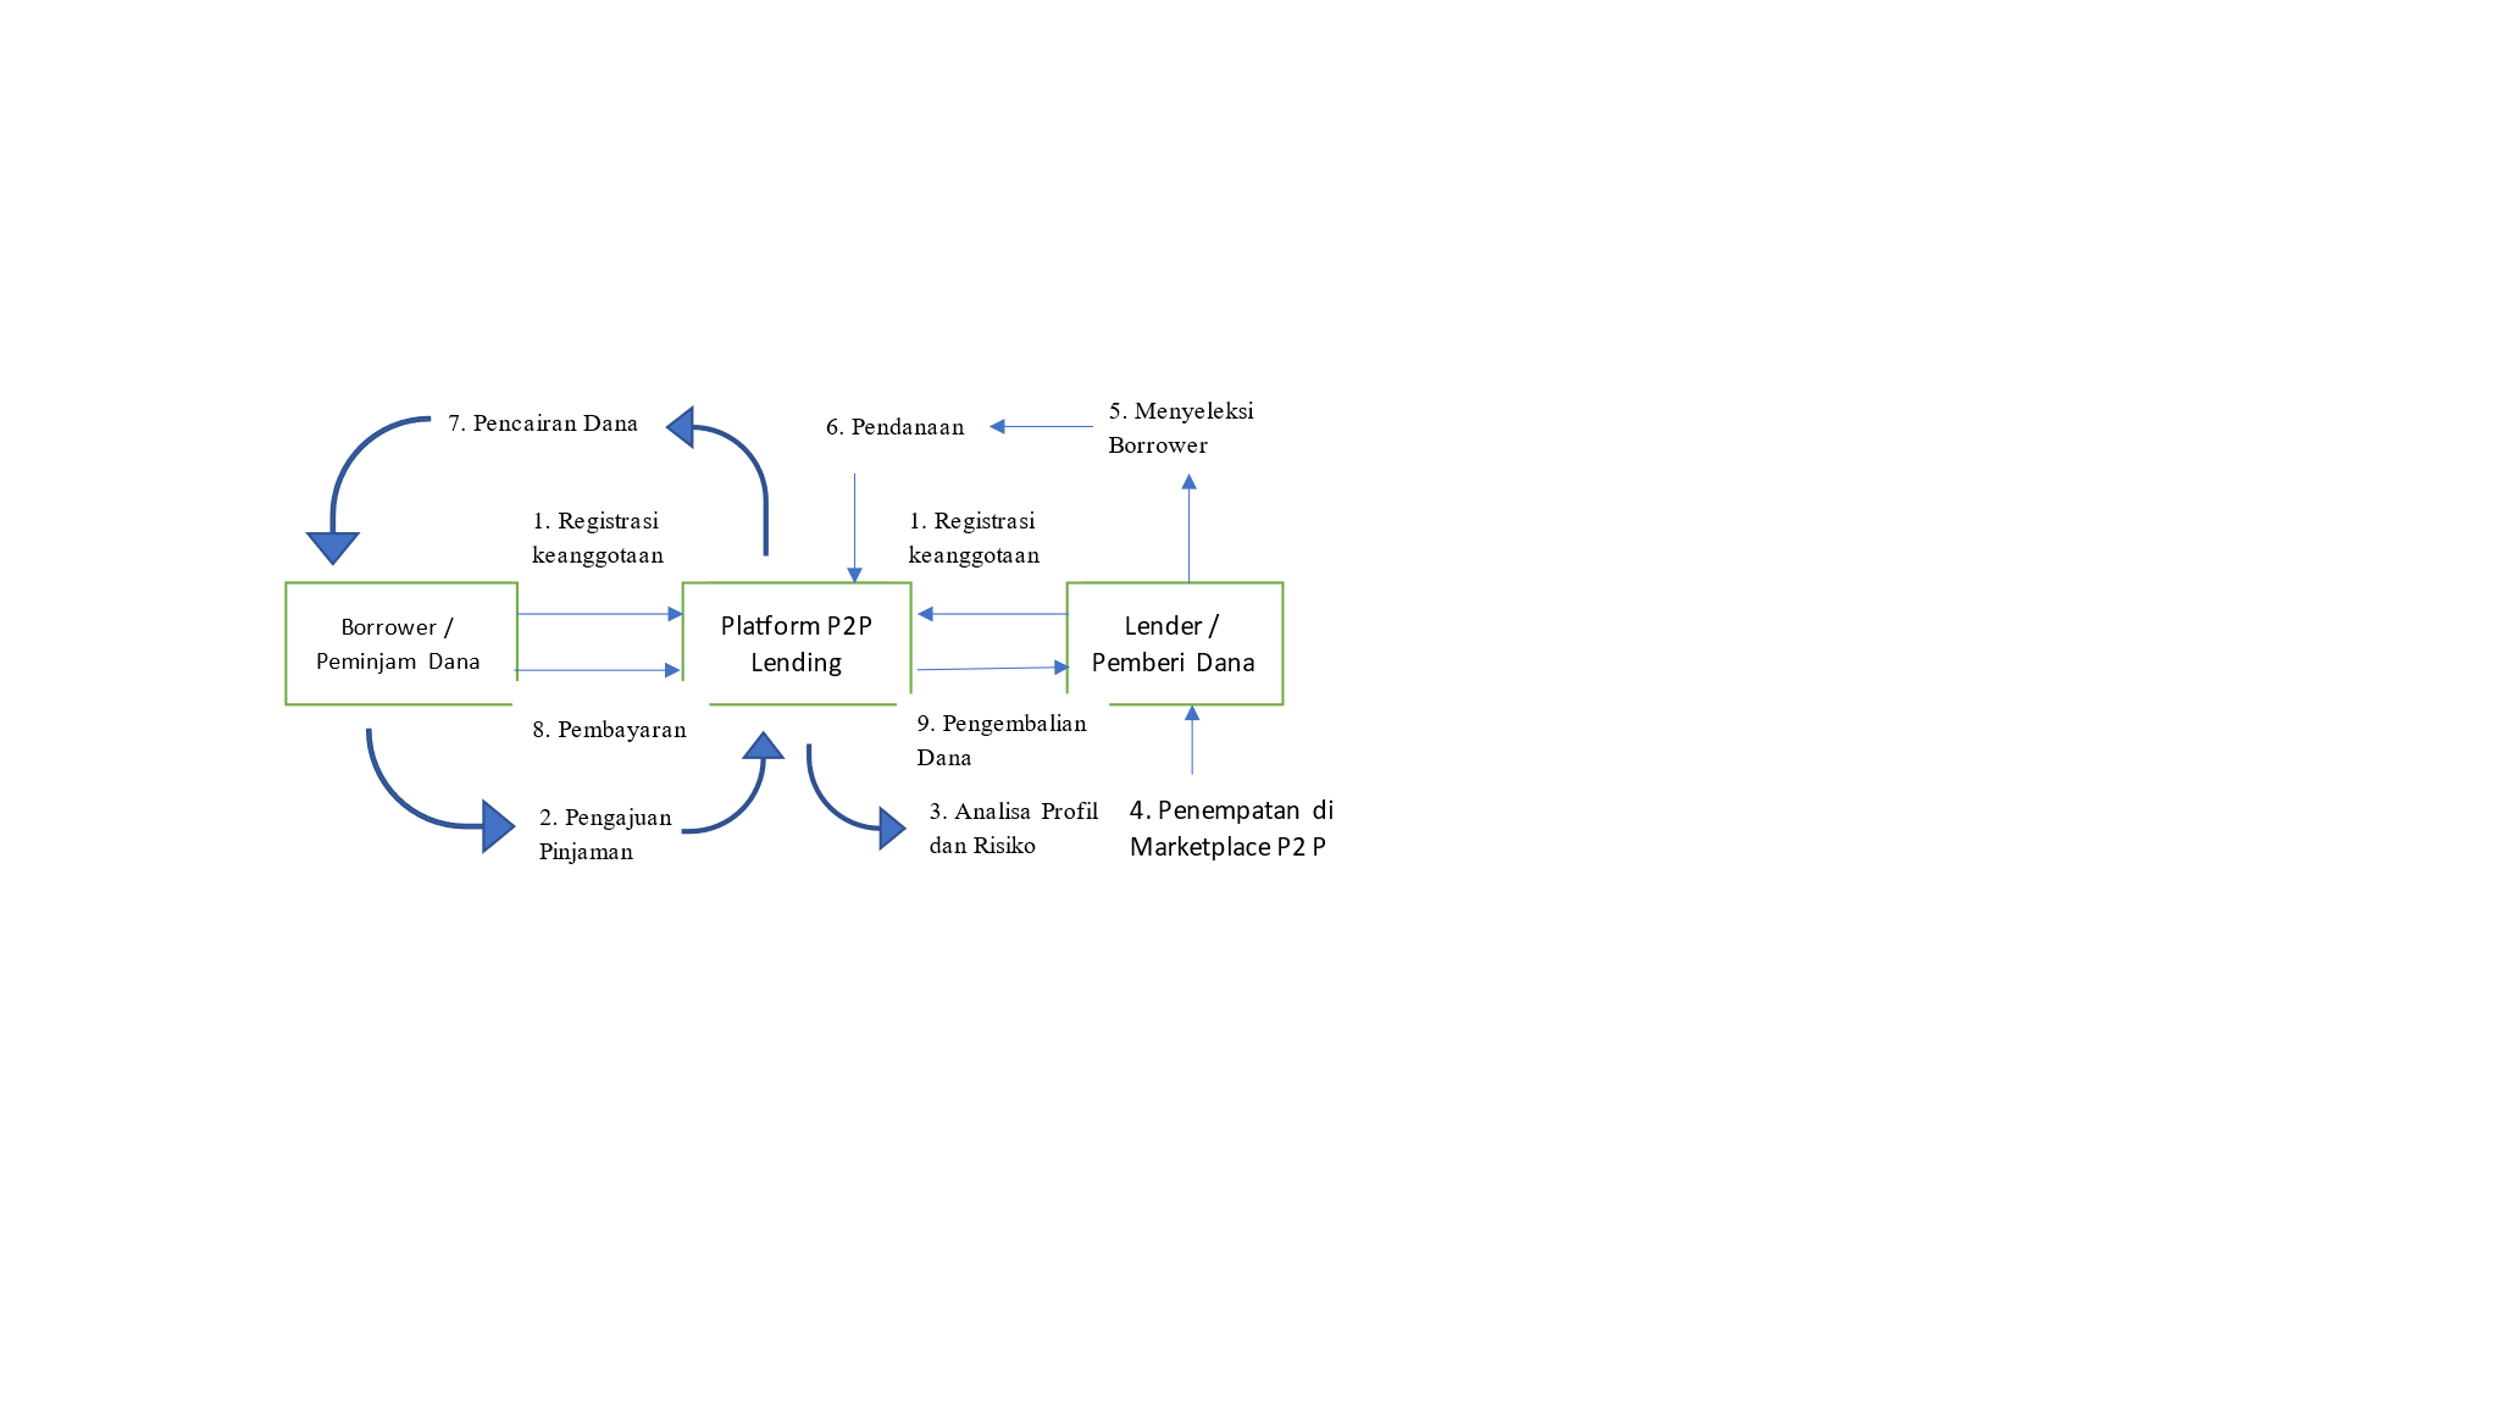 7. Pencairan Dana
6. Pendanaan
5. Menyeleksi
Borrower
1. Registrasi
keanggotaan
1. Registrasi
keanggotaan
Borrower /
Peminjam Dana
Platform P2P
Lending
Lender /
Pemberi Dana
8. Pembayaran
9. Pengembalian
Dana
2. Pengajuan
Pinjaman
3. Analisa Profil
dan Risiko
4. Penempatan di
Marketplace P2 P